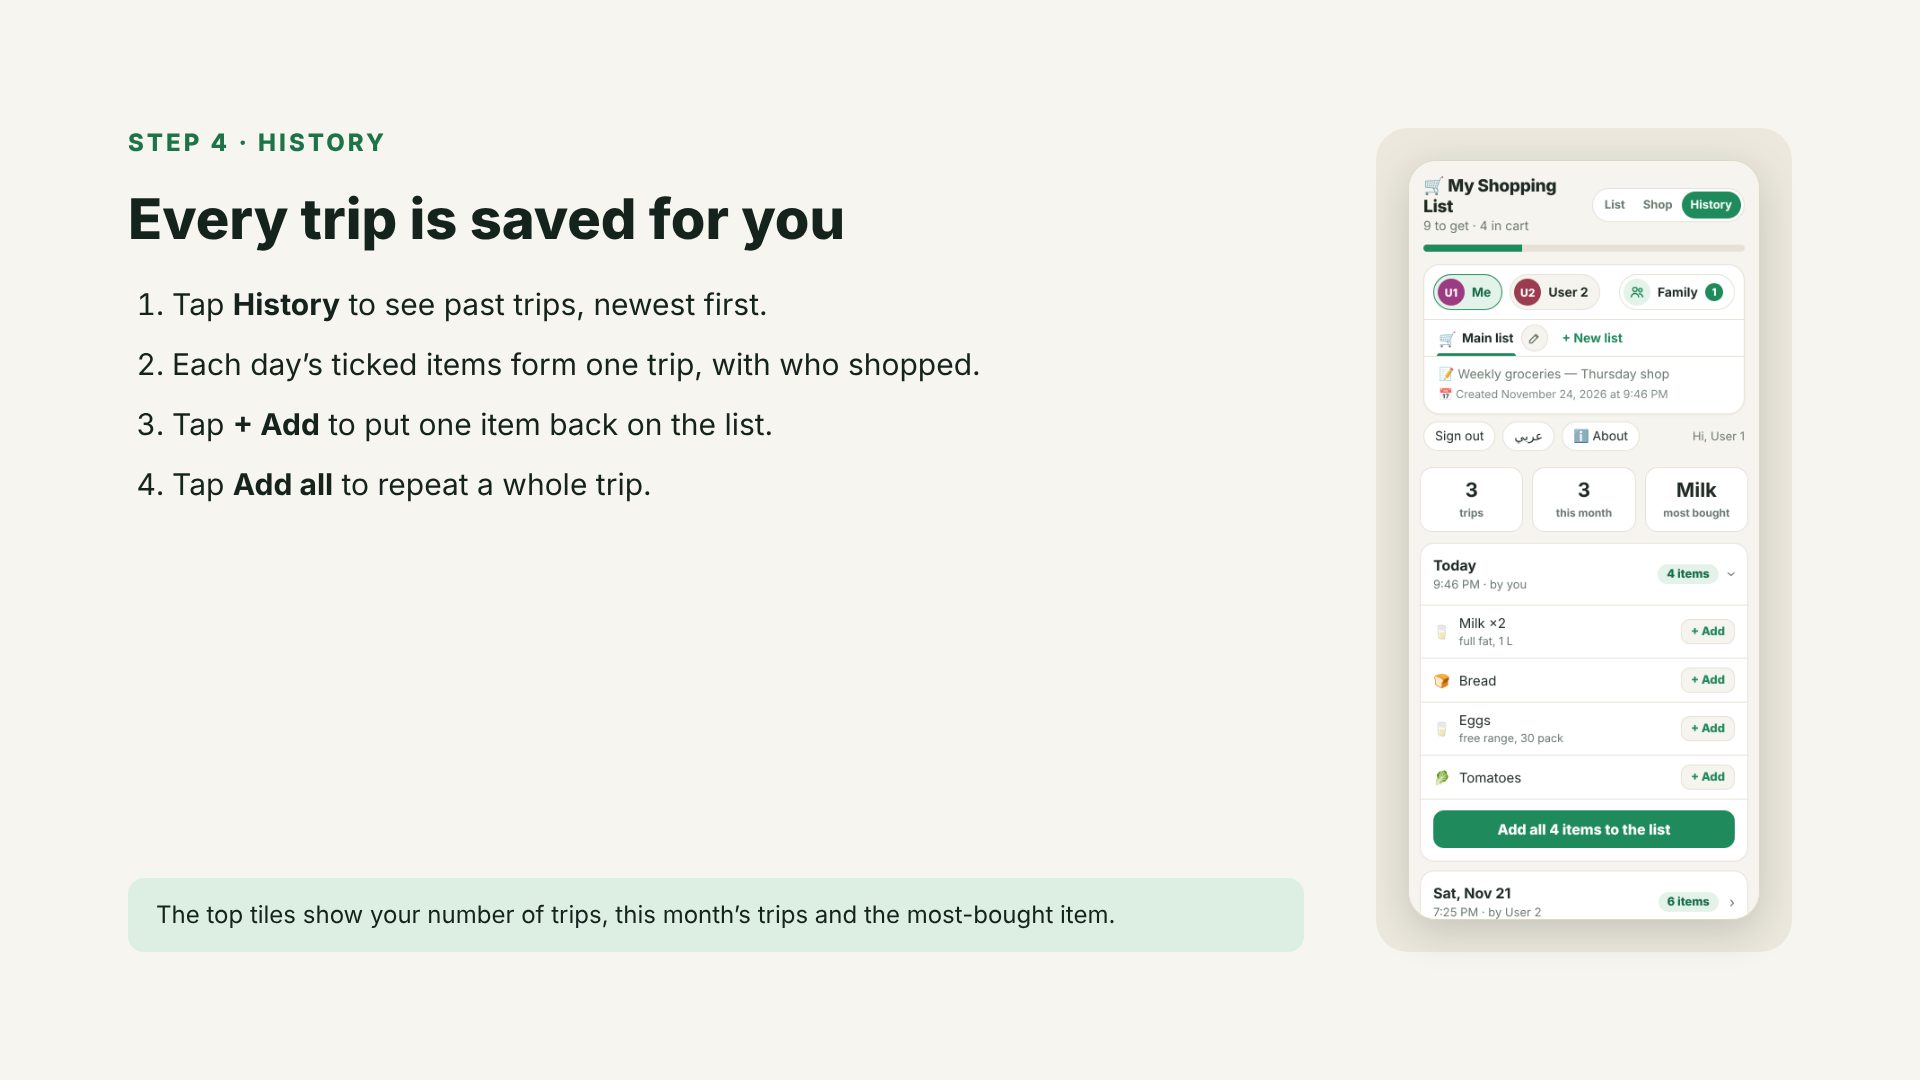 STEP 4 · HISTORY
Every trip is saved for you
1. Tap History to see past trips, newest first.
2. Each day’s ticked items form one trip, with who shopped.
3. Tap + Add to put one item back on the list.
4. Tap Add all to repeat a whole trip.
The top tiles show your number of trips, this month’s trips and the most-bought item.
🛒 My Shopping
List
9 to get · 4 in cart
List Shop History
U1 Me U2 User 2 Family 1
🛒 Main list + New list
📝 Weekly groceries — Thursday shop
📅 Created November 24, 2026 at 9:46 PM
Sign out عربي ℹ️ About Hi, User 1
3 3 Milk
trips this month most bought
Today
9:46 PM · by you
4 items
Milk ×2
full fat, 1 L
+ Add
Bread + Add
Eggs
free range, 30 pack
+ Add
Tomatoes + Add
Add all 4 items to the list
Sat, Nov 21
7:25 PM · by User 2
6 items